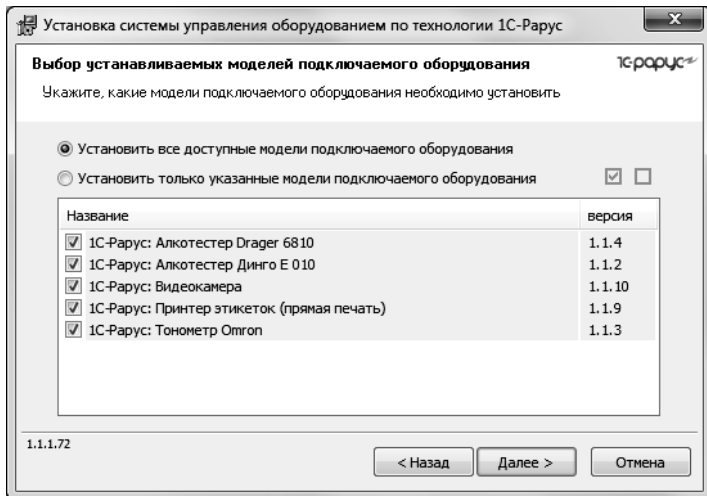 Установка системы управления оборудованием по технологии 1С-Рарус
Выбор устанавливаемых моделей подключаемого оборудования
1С·рарус
Укажите, какие модели подключаемого оборудования необходимо установить
Установить все доступные модели подключаемого оборудования
Установить только указанные модели подключаемого оборудования
Название версия
1С-Рарус: Алкотестер Drager 6810 1.1.4
1С-Рарус: Алкотестер Динго Е 010 1.1.2
1С-Рарус: Видеокамера 1.1.10
1С-Рарус: Принтер этикеток (прямая печать) 1.1.9
1С-Рарус: Тонометр Omron 1.1.3
1.1.1.72
< Назад Далее > Отмена